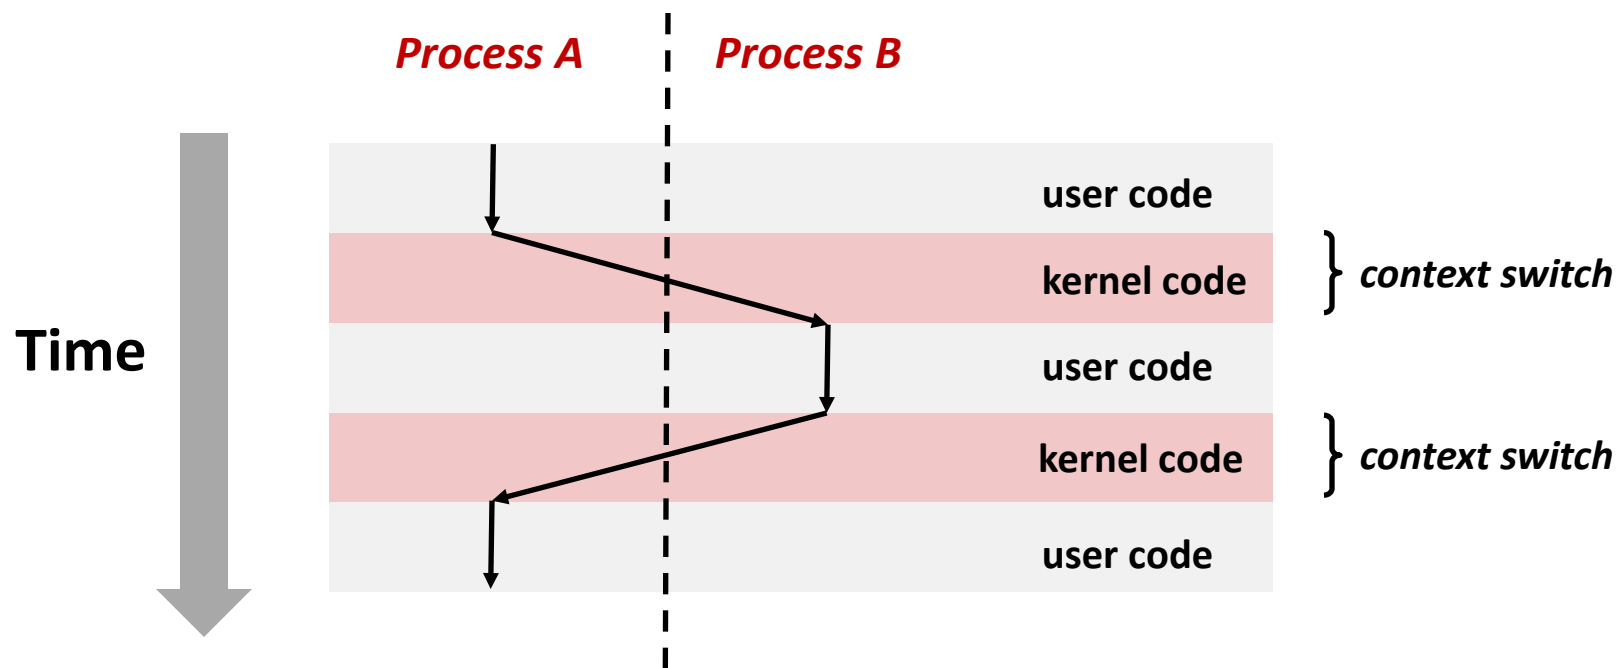 Process A
Process B
user code
kernel code
context switch
Time
user code
kernel code
context switch
user code